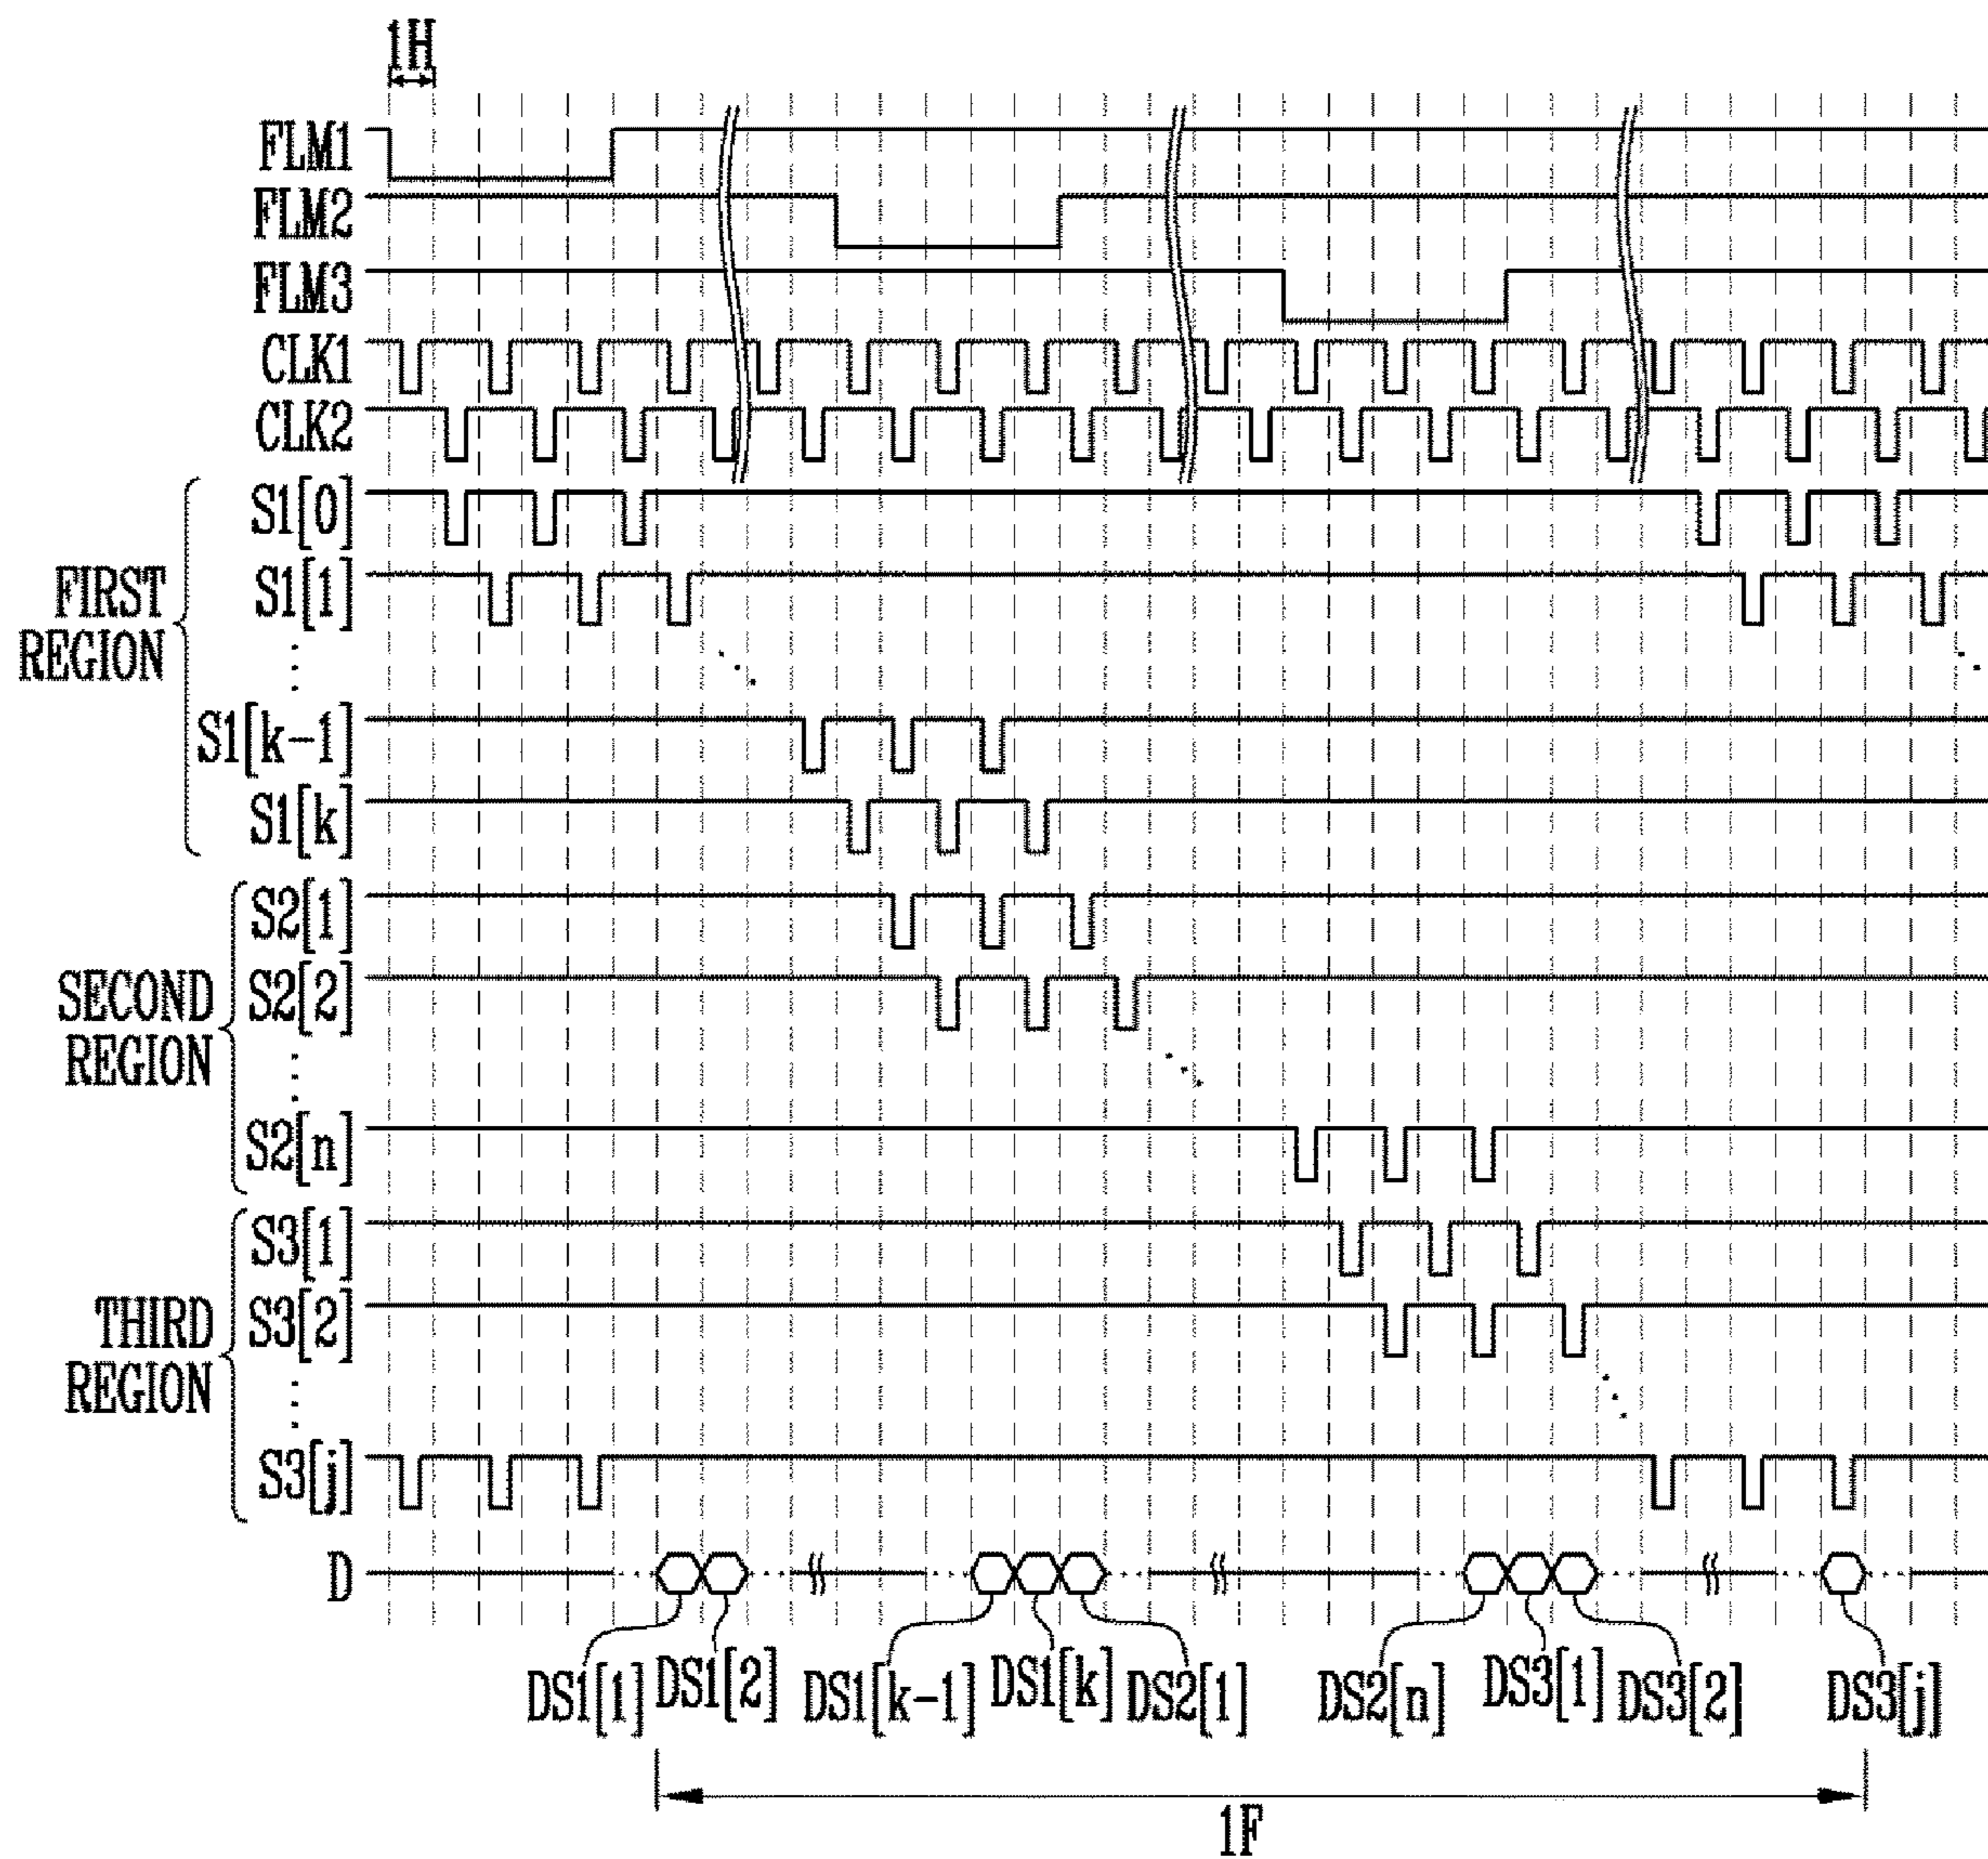 1H
FLM1
FLM2
FLM3
CLK1
CLK2
FIRST
REGION
S1[0]
S1[1]
S1[k-1]
S1[k]
SECOND
REGION
S2[1]
S2[2]
S2[n]
THIRD
REGION
S3[1]
S3[2]
S3[j]
D
DS1[1] DS1[2] DS1[k-1] DS1[k] DS2[1] DS2[n] DS3[1] DS3[2] DS3[j]
1F